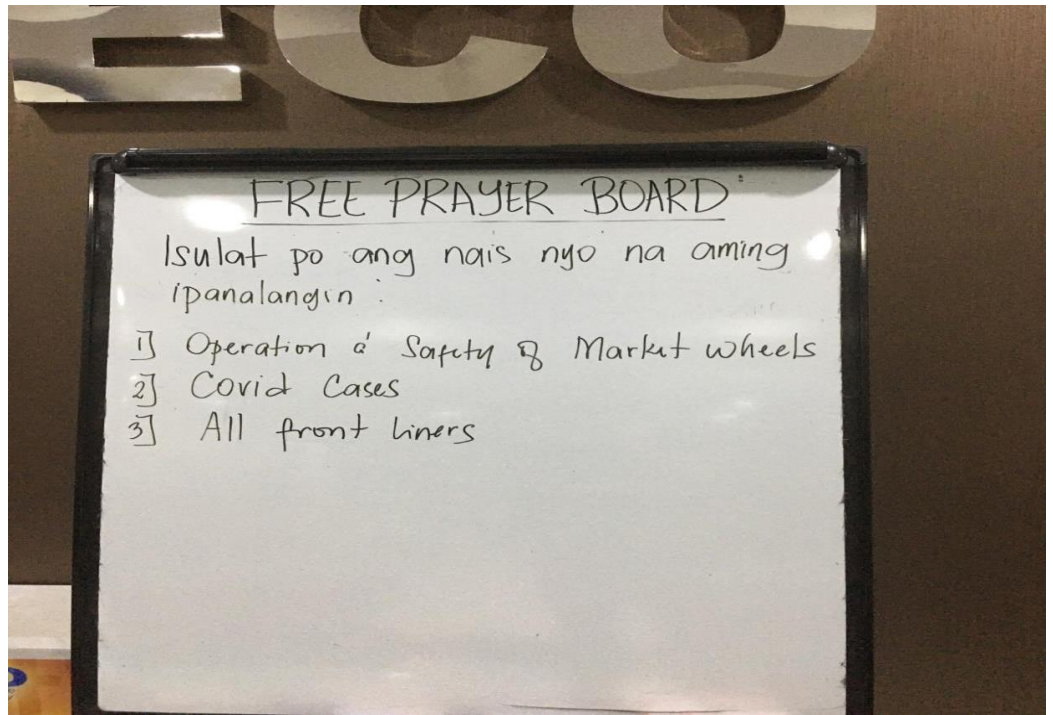 ECO
FREE PRAYER BOARD:
Isulat po ang nais nyo na aming
ipanalangin :
1] Operation & Safety of Market wheels
2] Covid Cases
3] All front liners